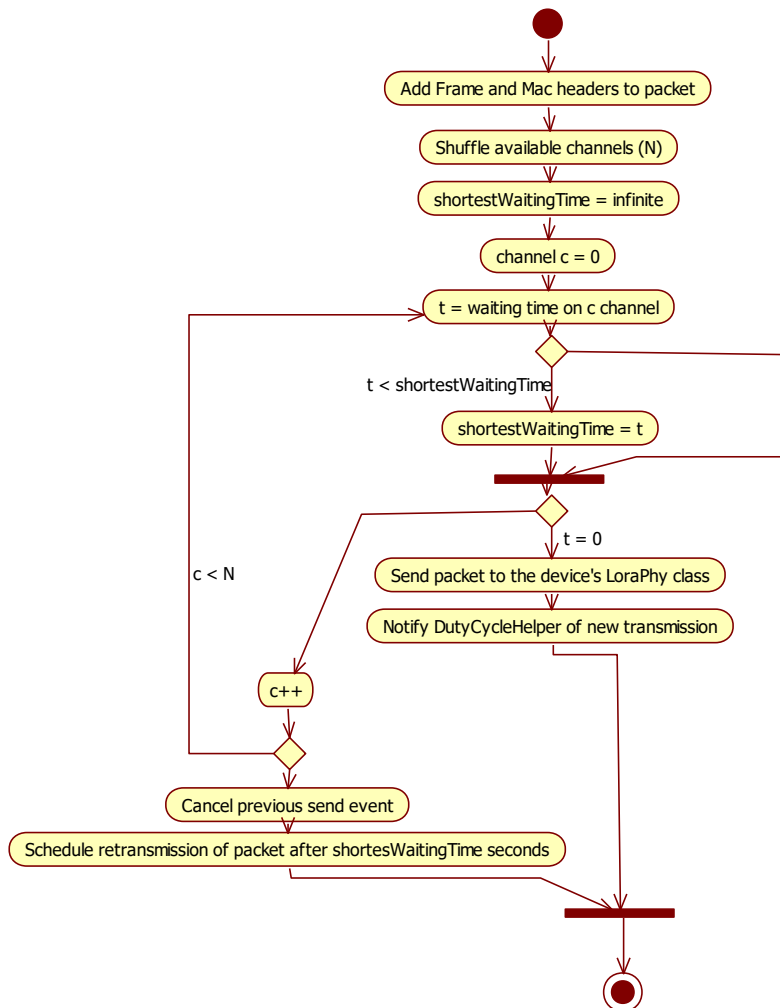 Add Frame and Mac headers to packet
Shuffle available channels (N)
shortestWaitingTime = infinite
channel c = 0
t = waiting time on c channel
t < shortestWaitingTime
shortestWaitingTime = t
t = 0
c < N
Send packet to the device's LoraPhy class
Notify DutyCycleHelper of new transmission
c++
Cancel previous send event
Schedule retransmission of packet after shortesWaitingTime seconds